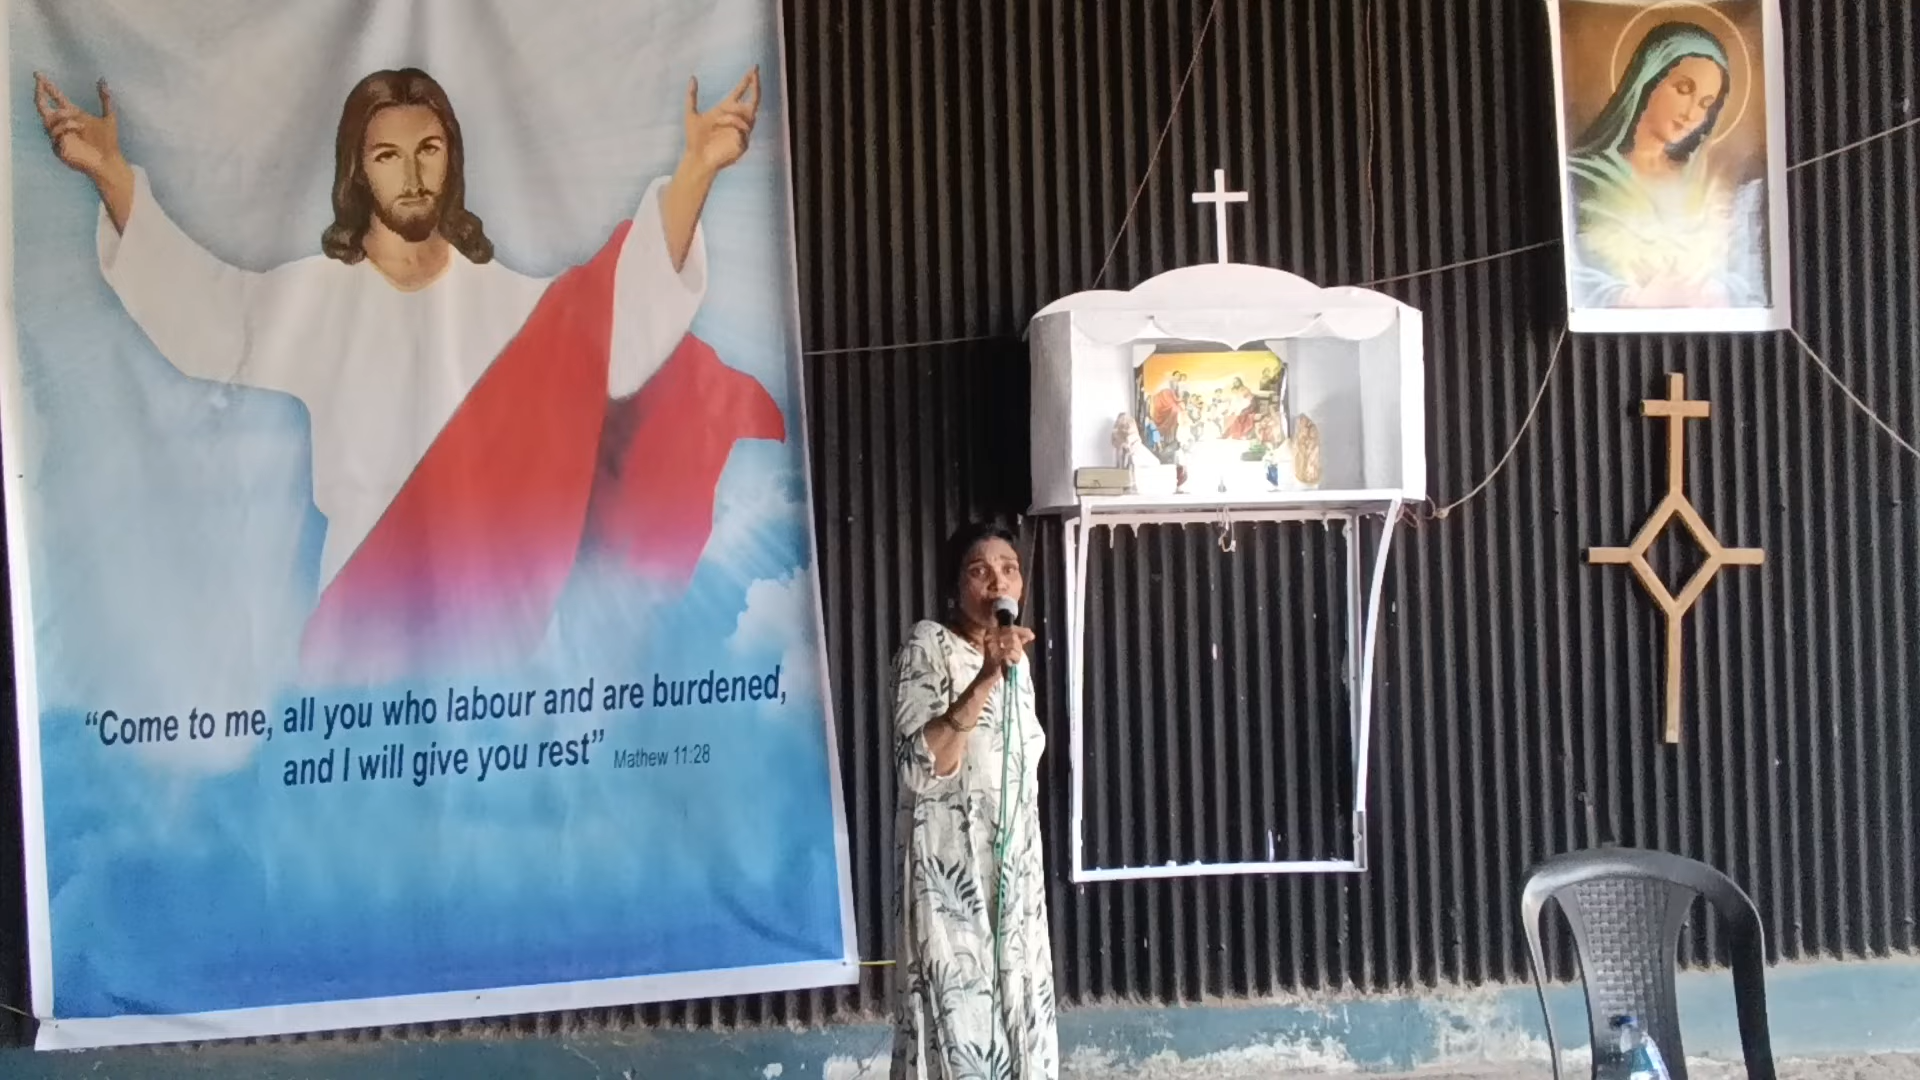 “Come to me, all you who labour and are burdened,
and I will give you rest” Mathew 11:28